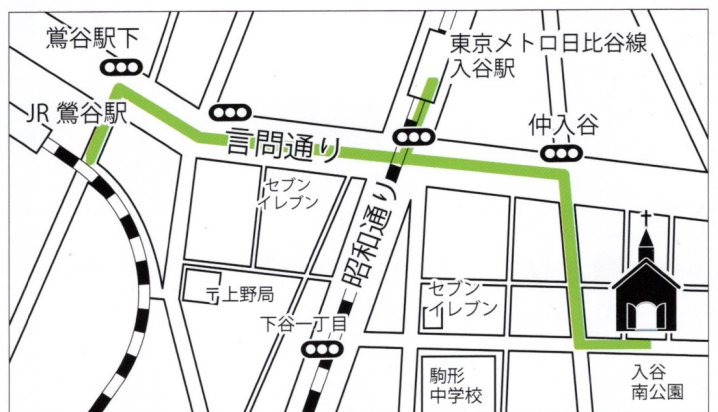 鶯谷駅下
東京メトロ日比谷線
入谷駅
JR 鶯谷駅
仲入谷
言問通り
セブン
イレブン
昭和通り
〒上野局
セブン
イレブン
下谷一丁目
駒形
中学校
入谷
南公園